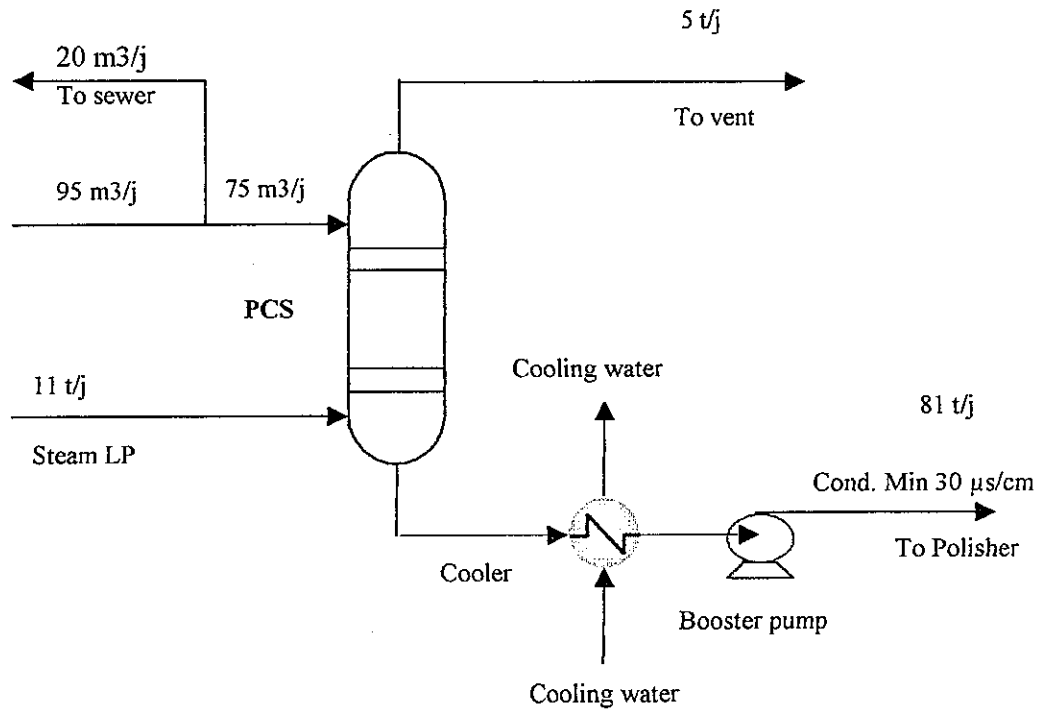 5 t/j
20 m3/j
To sewer
To vent
95 m3/j
75 m3/j
PCS
11 t/j
Steam LP
Cooling water
81 t/j
Cond. Min 30 µs/cm
To Polisher
Cooler
Booster pump
Cooling water